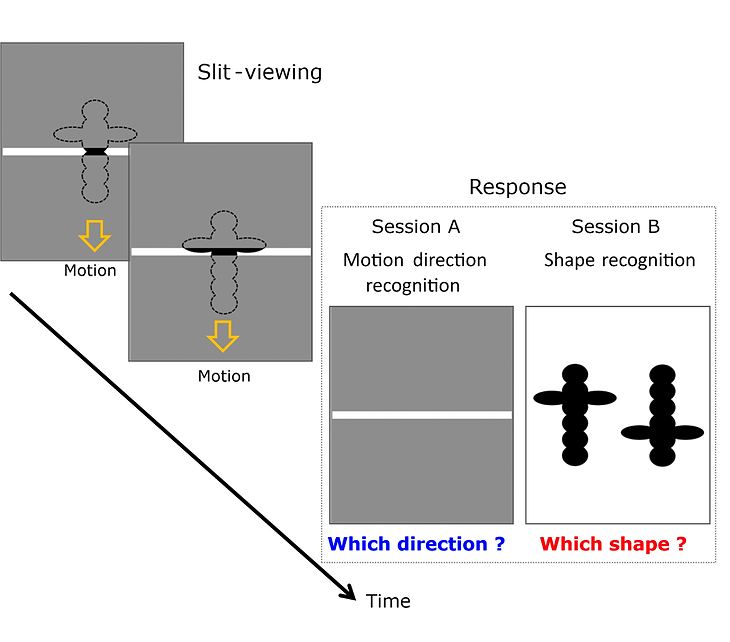 Slit-viewing
Motion
Motion
Response
Session A
Motion direction
recognition
Session B
Shape recognition
Which direction ?
Which shape ?
Time